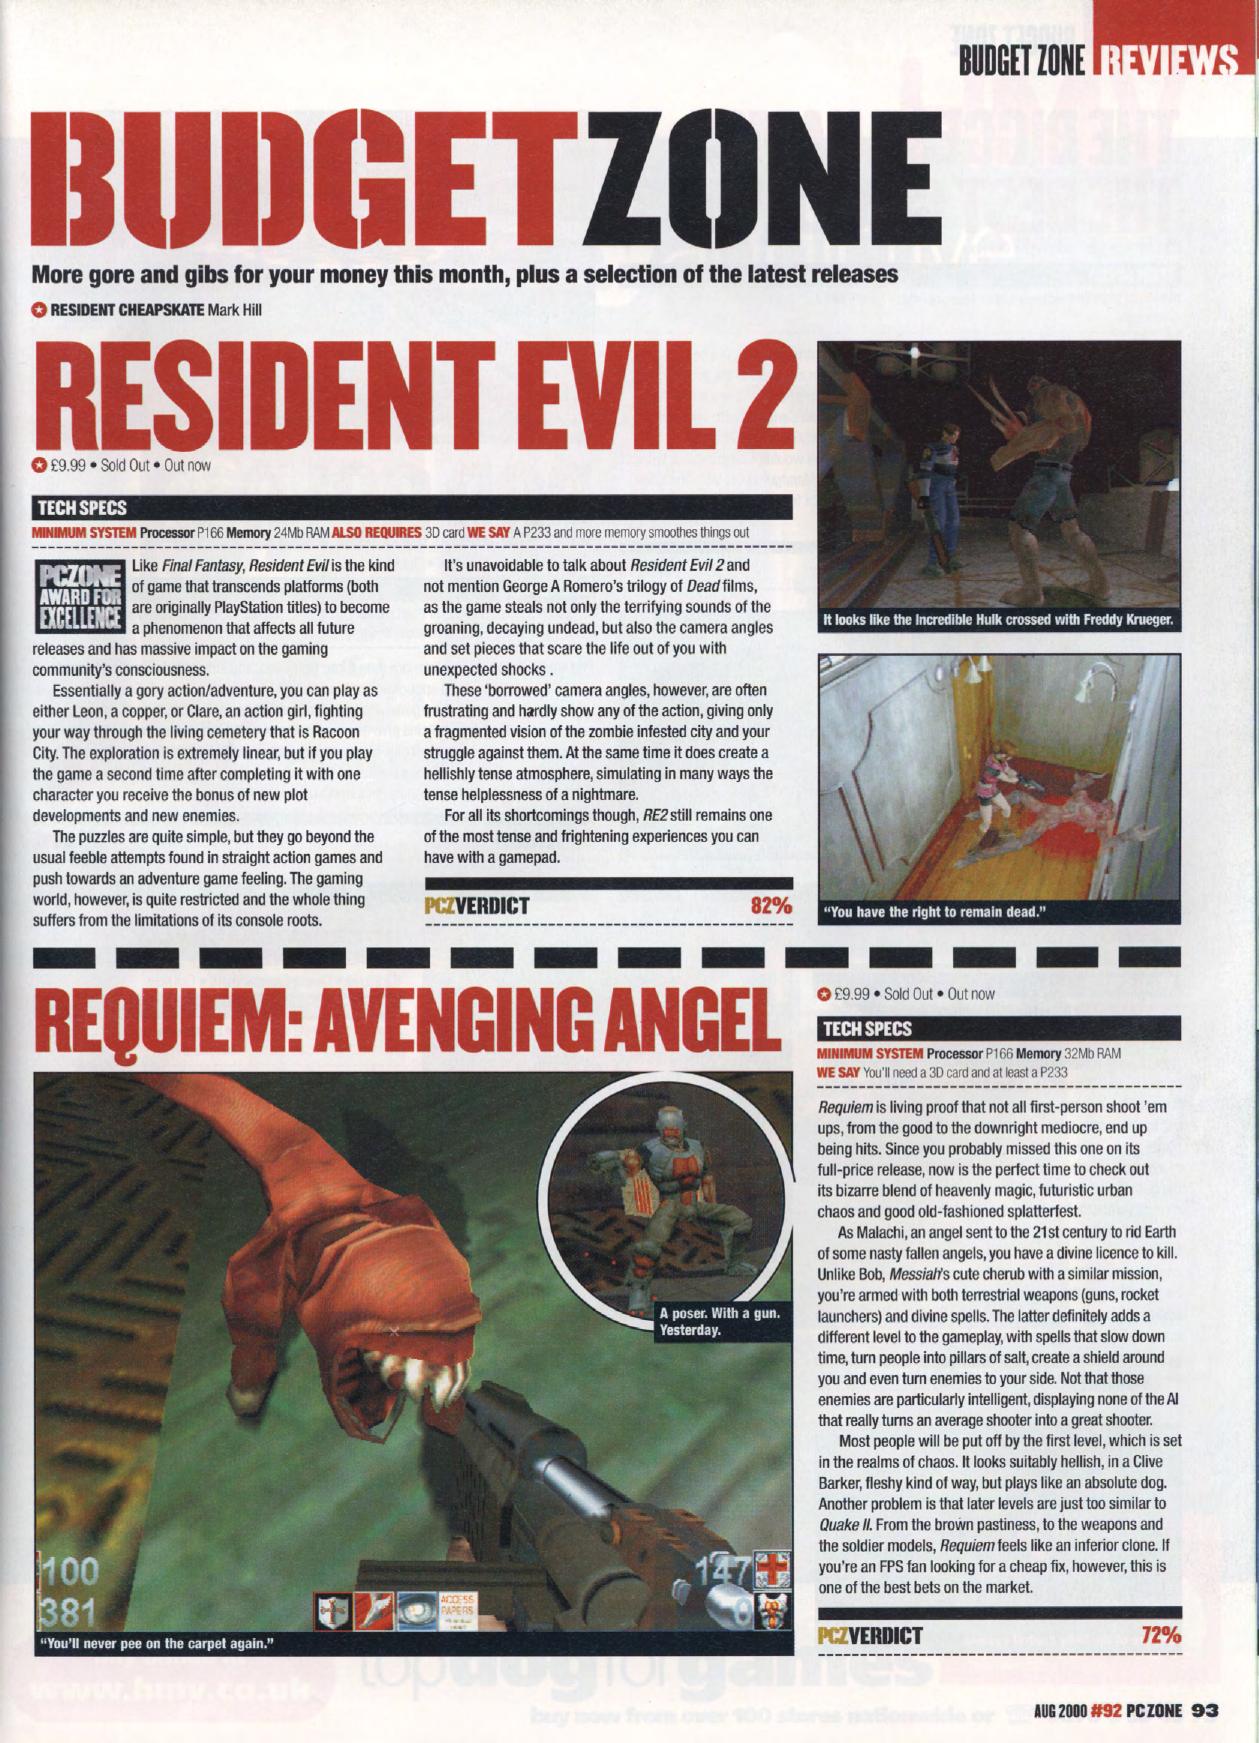 BUDGET ZONE REVIEWS
BUDGETZONE
More gore and gibs for your money this month, plus a selection of the latest releases
RESIDENT CHEAPSKATE Mark Hill
RESIDENT EVIL 2
£9.99 • Sold Out • Out now
TECH SPECS
MINIMUM SYSTEM Processor P166 Memory 24Mb RAM ALSO REQUIRES 3D card WE SAY A P233 and more memory smoothes things out
PCZONE
AWARD FOR
EXCELLENCE
Like Final Fantasy, Resident Evil is the kind
of game that transcends platforms (both
are originally PlayStation titles) to become
a phenomenon that affects all future
releases and has massive impact on the gaming
community's consciousness.
Essentially a gory action/adventure, you can play as
either Leon, a copper, or Clare, an action girl, fighting
your way through the living cemetery that is Racoon
City. The exploration is extremely linear, but if you play
the game a second time after completing it with one
character you receive the bonus of new plot
developments and new enemies.
The puzzles are quite simple, but they go beyond the
usual feeble attempts found in straight action games and
push towards an adventure game feeling. The gaming
world, however, is quite restricted and the whole thing
suffers from the limitations of its console roots.
It's unavoidable to talk about Resident Evil 2 and
not mention George A Romero's trilogy of Dead films,
as the game steals not only the terrifying sounds of the
groaning, decaying undead, but also the camera angles
and set pieces that scare the life out of you with
unexpected shocks .
These 'borrowed' camera angles, however, are often
frustrating and hardly show any of the action, giving only
a fragmented vision of the zombie infested city and your
struggle against them. At the same time it does create a
hellishly tense atmosphere, simulating in many ways the
tense helplessness of a nightmare.
For all its shortcomings though, RE2 still remains one
of the most tense and frightening experiences you can
have with a gamepad.
PCZVERDICT 82%
It looks like the Incredible Hulk crossed with Freddy Krueger.
"You have the right to remain dead."
REQUIEM: AVENGING ANGEL
A poser. With a gun.
Yesterday.
100
381
ACCESS
PAPERS
147
6
"You'll never pee on the carpet again."
£9.99 • Sold Out • Out now
TECH SPECS
MINIMUM SYSTEM Processor P166 Memory 32Mb RAM
WE SAY You'll need a 3D card and at least a P233
Requiem is living proof that not all first-person shoot 'em
ups, from the good to the downright mediocre, end up
being hits. Since you probably missed this one on its
full-price release, now is the perfect time to check out
its bizarre blend of heavenly magic, futuristic urban
chaos and good old-fashioned splatterfest.
As Malachi, an angel sent to the 21st century to rid Earth
of some nasty fallen angels, you have a divine licence to kill.
Unlike Bob, Messiah's cute cherub with a similar mission,
you're armed with both terrestrial weapons (guns, rocket
launchers) and divine spells. The latter definitely adds a
different level to the gameplay, with spells that slow down
time, turn people into pillars of salt, create a shield around
you and even turn enemies to your side. Not that those
enemies are particularly intelligent, displaying none of the AI
that really turns an average shooter into a great shooter.
Most people will be put off by the first level, which is set
in the realms of chaos. It looks suitably hellish, in a Clive
Barker, fleshy kind of way, but plays like an absolute dog.
Another problem is that later levels are just too similar to
Quake II. From the brown pastiness, to the weapons and
the soldier models, Requiem feels like an inferior clone. If
you're an FPS fan looking for a cheap fix, however, this is
one of the best bets on the market.
PCZVERDICT 72%
AUG 2000 #92 PC ZONE 93